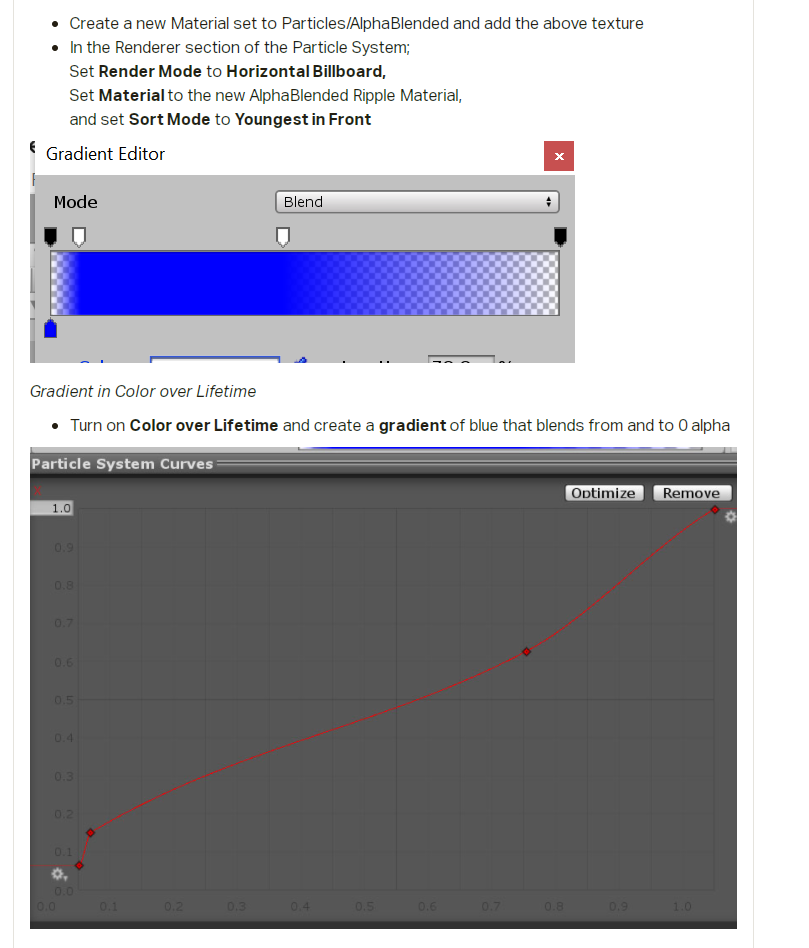 Create a new Material set to Particles/AlphaBlended and add the above texture
In the Renderer section of the Particle System;
Set Render Mode to Horizontal Billboard,
Set Material to the new AlphaBlended Ripple Material,
and set Sort Mode to Youngest in Front
Gradient Editor
x
Mode
Blend
Gradient in Color over Lifetime
Turn on Color over Lifetime and create a gradient of blue that blends from and to 0 alpha
Particle System Curves
Optimize Remove
1.0
0.9
0.8
0.7
0.6
0.5
0.4
0.3
0.2
0.1
0.0
0.0 0.1 0.2 0.3 0.4 0.5 0.6 0.7 0.8 0.9 1.0